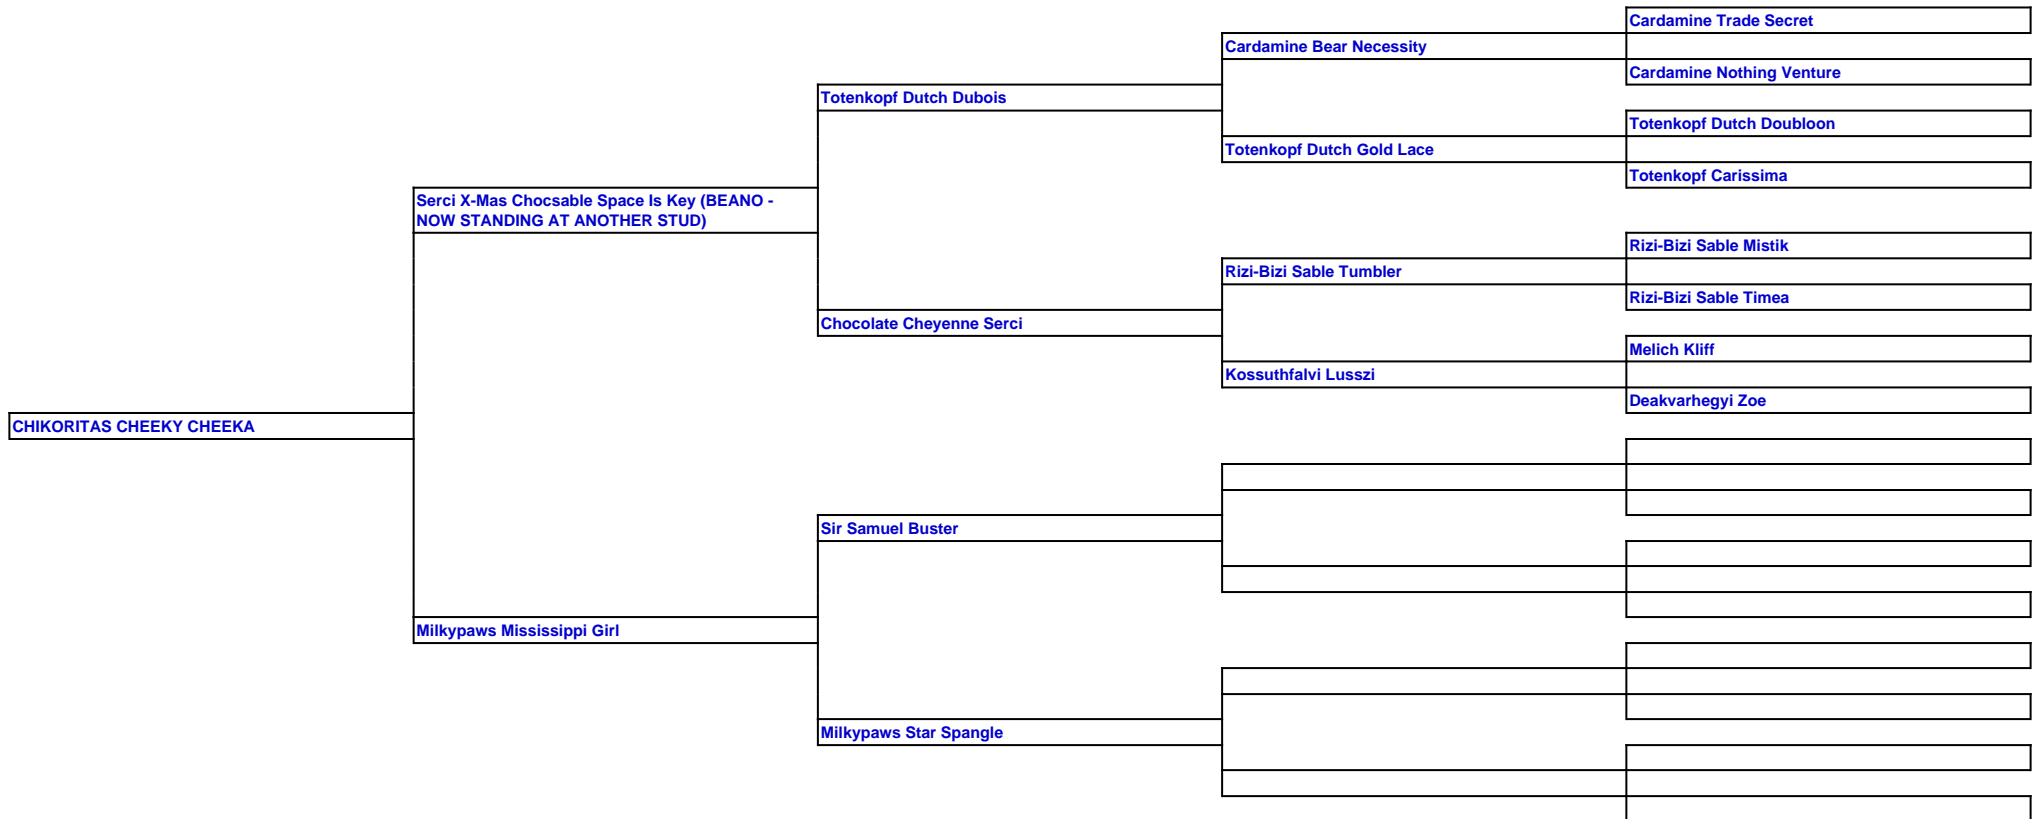 Cardamine Trade Secret
Cardamine Bear Necessity
Cardamine Nothing Venture
Totenkopf Dutch Dubois
Totenkopf Dutch Doubloon
Totenkopf Dutch Gold Lace
Totenkopf Carissima
Serci X-Mas Chocsable Space Is Key (BEANO -
NOW STANDING AT ANOTHER STUD)
Rizi-Bizi Sable Mistik
Rizi-Bizi Sable Tumbler
Rizi-Bizi Sable Timea
Chocolate Cheyenne Serci
Melich Kliff
Kossuthfalvi Lusszi
Deakvarhegyi Zoe
CHIKORITAS CHEEKY CHEEKA
Sir Samuel Buster
Milkypaws Mississippi Girl
Milkypaws Star Spangle